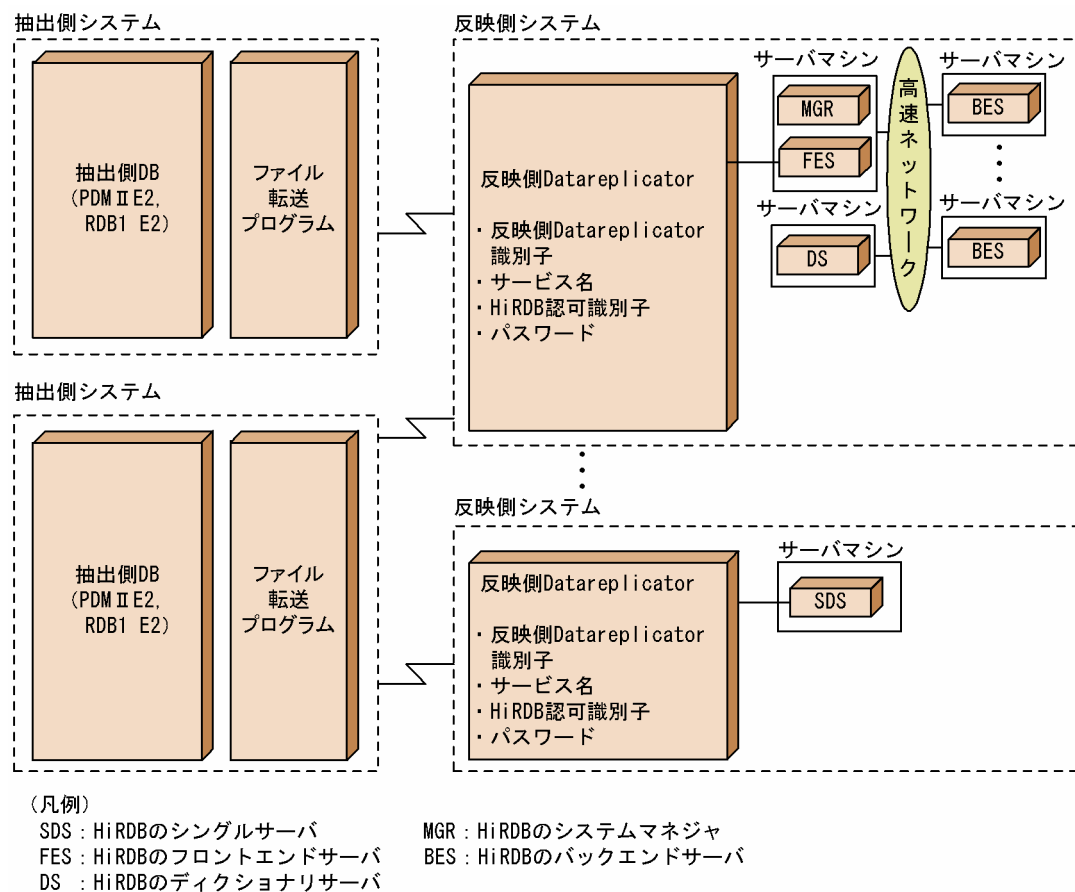 抽出側システム
抽出側DB
(PDMⅡE2,
RDB1 E2)
ファイル
転送
プログラム
反映側システム
反映側Datareplicator
・反映側Datareplicator
識別子
・サービス名
・HiRDB認可識別子
・パスワード
サーバマシン
MGR
FES
サーバマシン
DS
高速ネットワーク
サーバマシン
BES
サーバマシン
BES
抽出側システム
抽出側DB
(PDMⅡE2,
RDB1 E2)
ファイル
転送
プログラム
反映側システム
反映側Datareplicator
・反映側Datareplicator
識別子
・サービス名
・HiRDB認可識別子
・パスワード
サーバマシン
SDS
(凡例)
SDS:HiRDBのシングルサーバ MGR:HiRDBのシステムマネジャ
FES:HiRDBのフロントエンドサーバ BES:HiRDBのバックエンドサーバ
DS :HiRDBのディクショナリサーバ